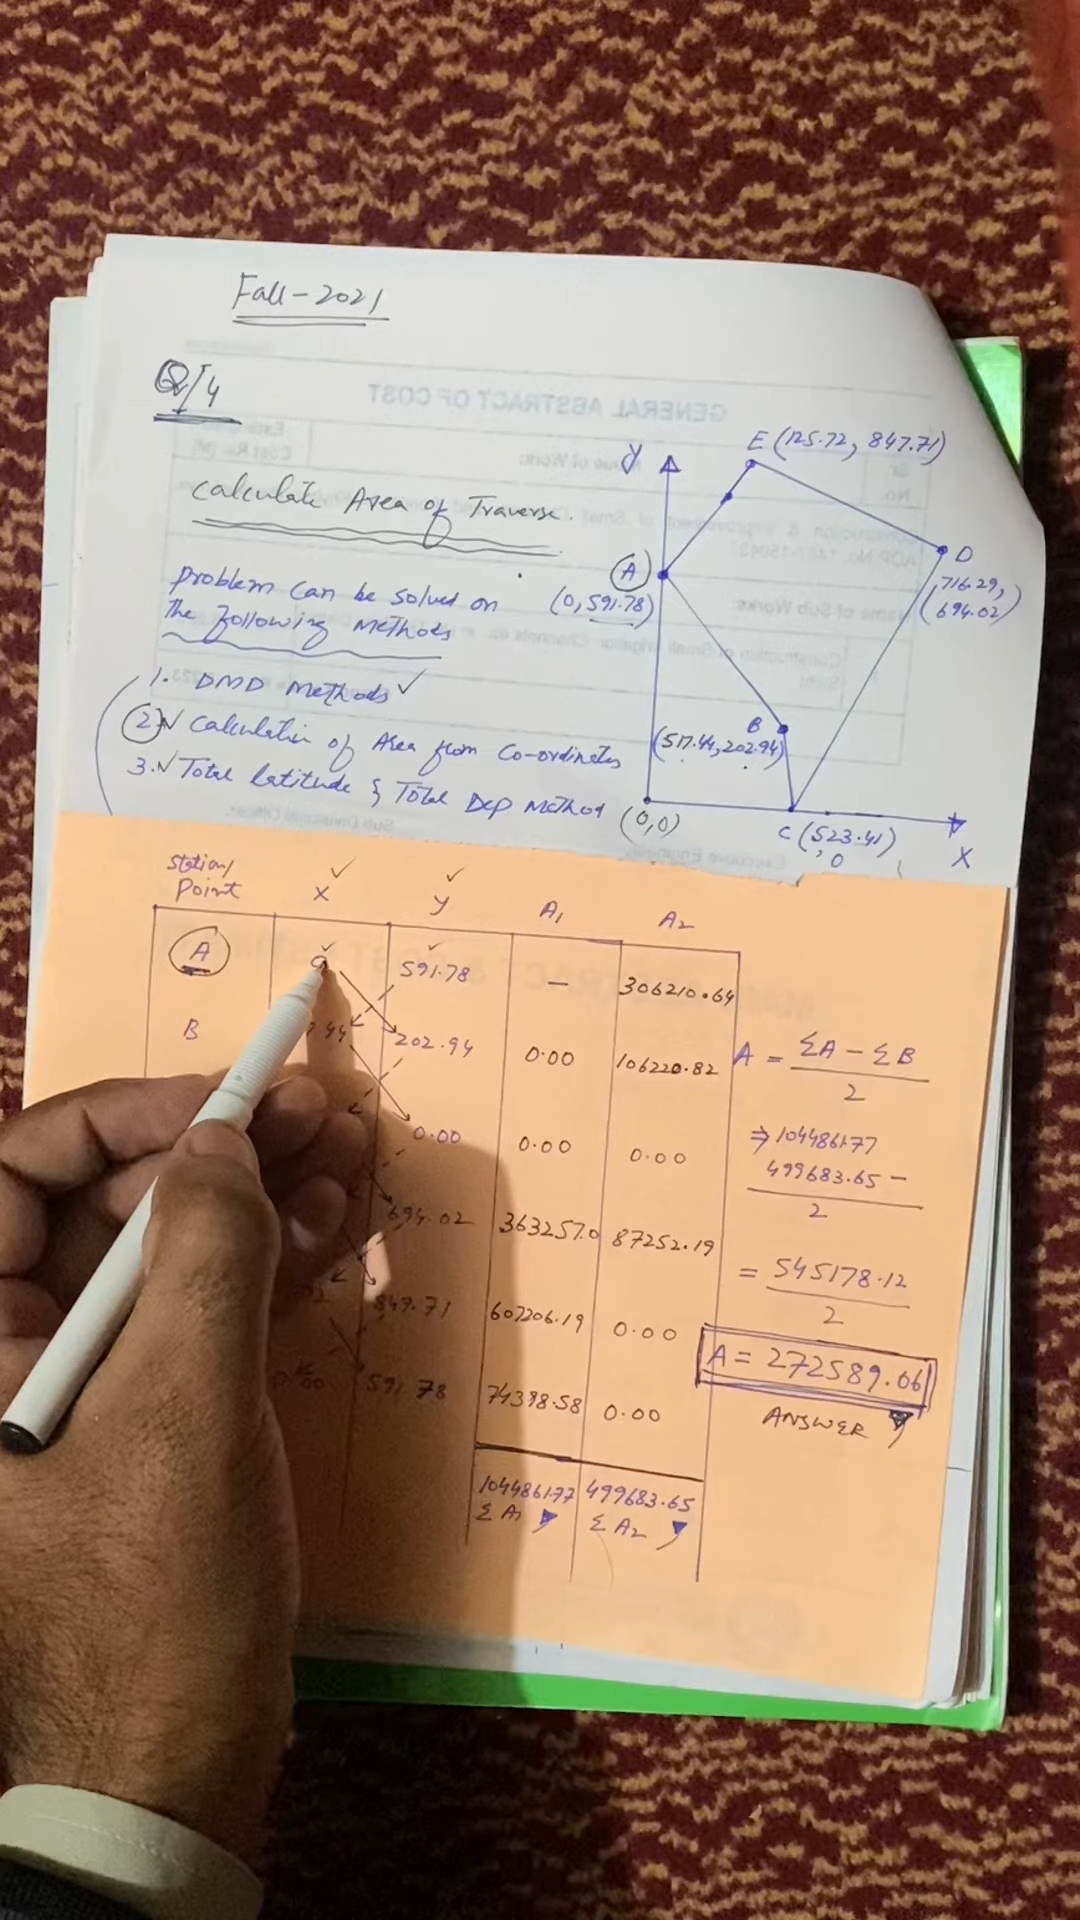 Fall-2021
Q/4
Calculate Area of Traverse.
Problem can be solved on
the following Methods
1. DMD Methods ✓
2 ✓ Calculation of Area from Co-ordinates
3. ✓ Total latitude & Total Dep Method
y
E (125.72, 847.71)
A
(0, 591.78)
D
(716.29,
694.02)
B
(517.44, 202.94)
(0,0)
C (523.41
, 0)
X
Station/
Point
x y A1 A2
A 0 591.78 — 306210.64
B 202.94 0.00 106220.82
0.00 0.00 0.00
694.02 363257.0 87252.19
847.71 607206.19 0.00
591.78 74398.58 0.00
1044861.77 499683.65
Σ A1 Σ A2
A = ΣA - ΣB
2
⇒ 1044861.77
499683.65 -
2
= 545178.12
2
A = 272589.06
ANSWER